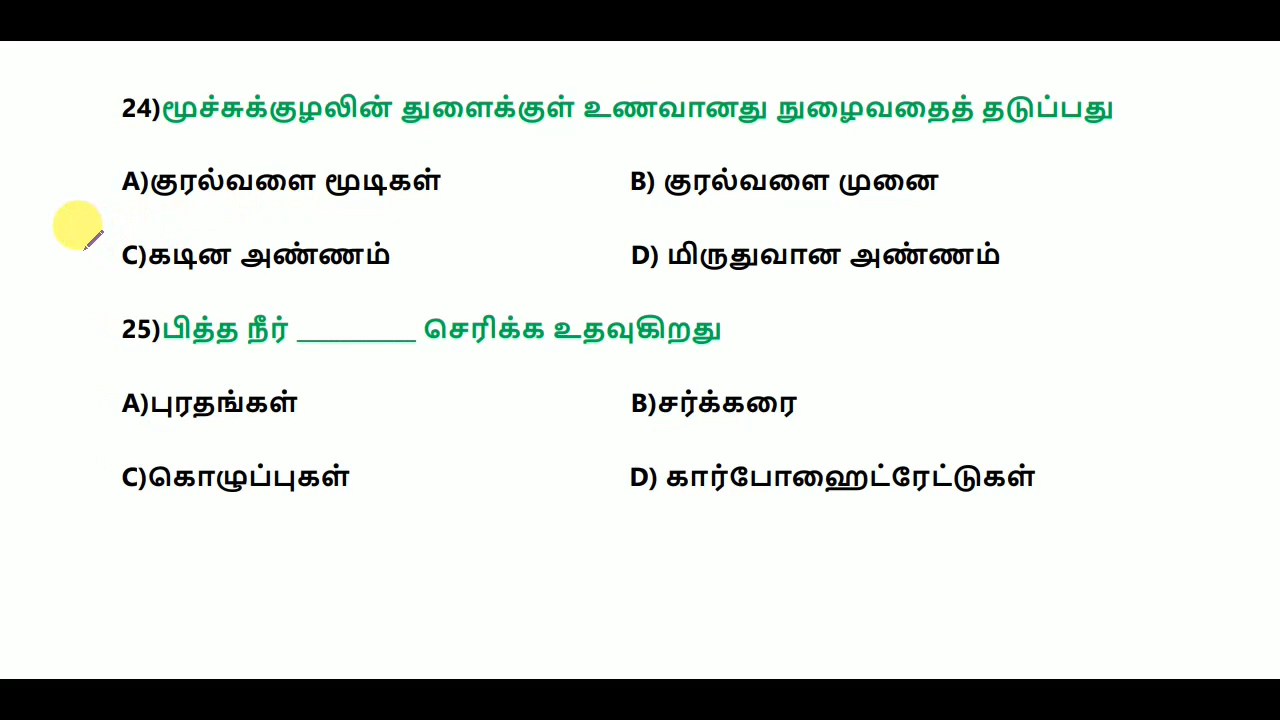 24)மூச்சுக்குழலின் துளைக்குள் உணவானது நுழைவதைத் தடுப்பது
A)குரல்வளை மூடிகள் B) குரல்வளை முனை
C)கடின அண்ணம் D) மிருதுவான அண்ணம்
25)பித்த நீர் _________ செரிக்க உதவுகிறது
A)புரதங்கள் B)சர்க்கரை
C)கொழுப்புகள் D) கார்போஹைட்ரேட்டுகள்